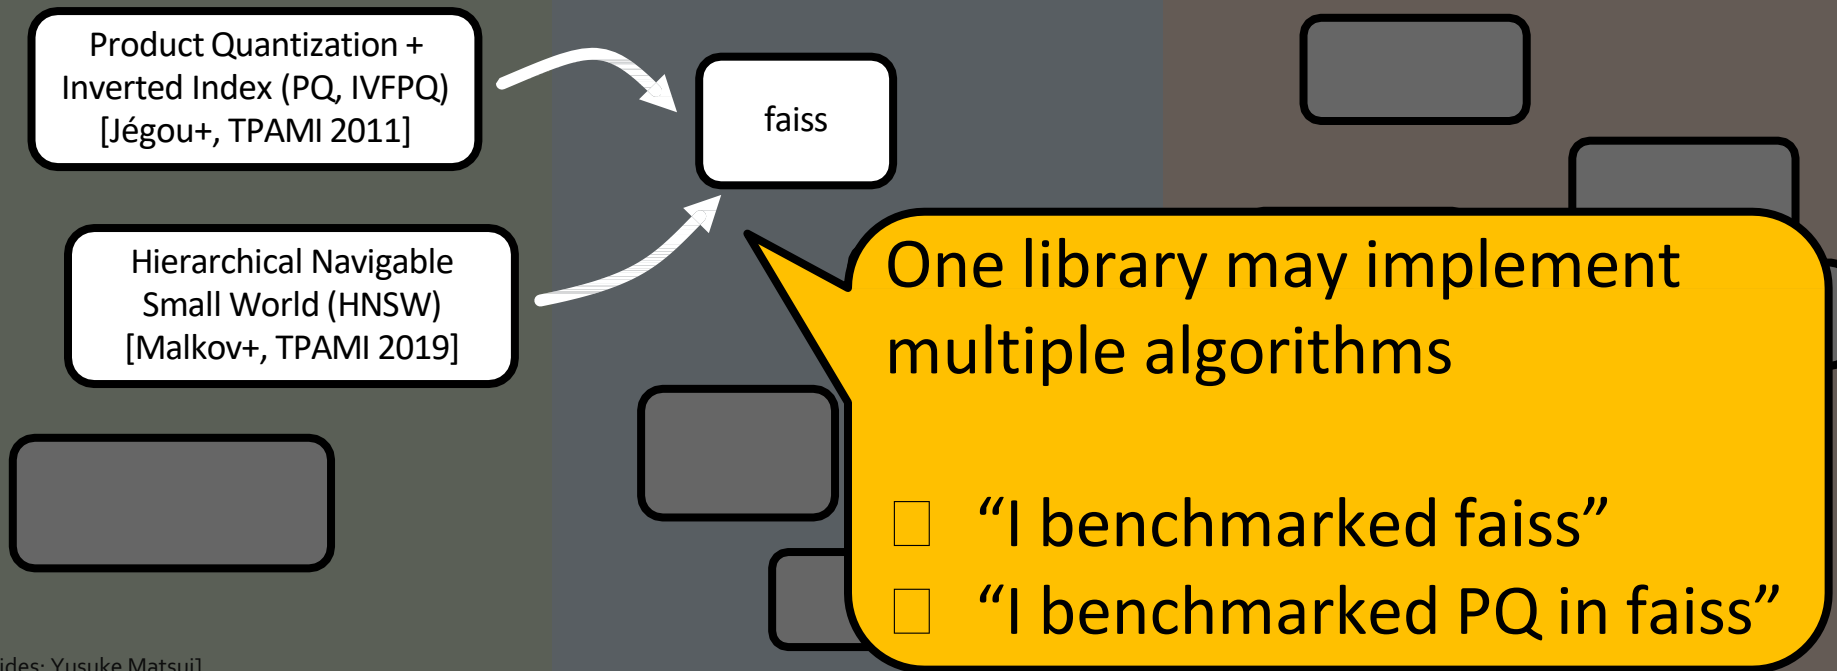 Product Quantization +
Inverted Index (PQ, IVFPQ)
[Jégou+, TPAMI 2011]
faiss
Hierarchical Navigable
Small World (HNSW)
[Malkov+, TPAMI 2019]
One library may implement
multiple algorithms
“I benchmarked faiss”
“I benchmarked PQ in faiss”
Yusuke Matsui]